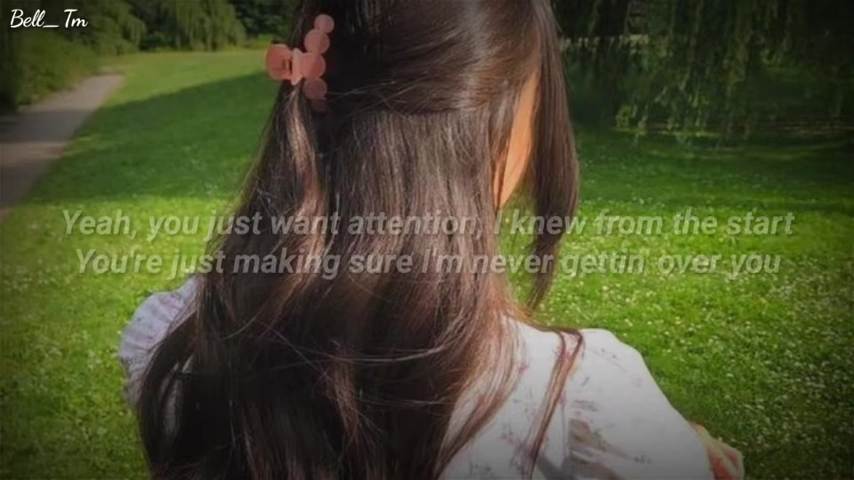 Bell_Tm
Yeah, you just want attention, I knew from the start
You're just making sure I'm never gettin' over you